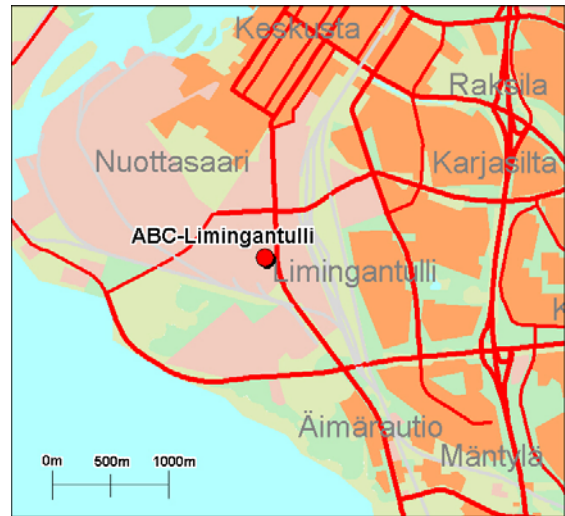 Keskusta
Raksila
Nuottasaari
Karjasilta
ABC-Limingantulli
Limingantulli
K
Äimärautio
Mäntylä
0m 500m 1000m